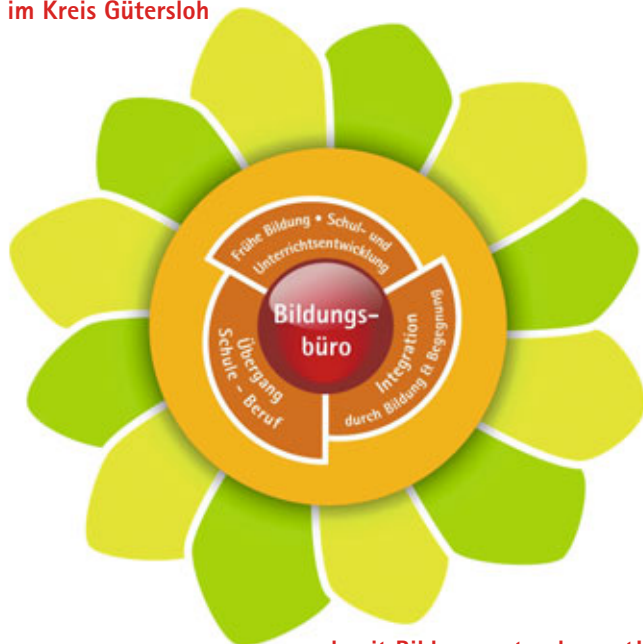 im Kreis Gütersloh
Frühe Bildung • Schul- und
Unterrichtsentwicklung
Bildungs-
büro
Integration
durch Bildung & Begegnung
Übergang
Schule – Beruf